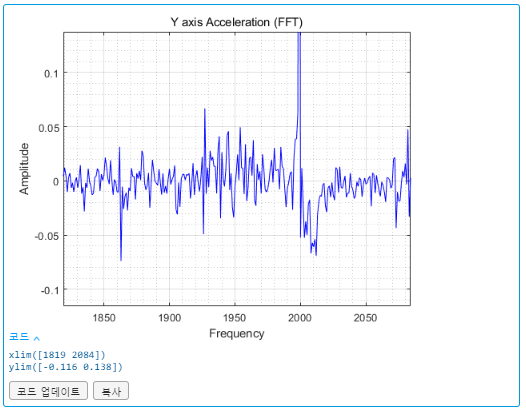 Y axis Acceleration (FFT)
0.1
0.05
0
-0.05
-0.1
Amplitude
1850 1900 1950 2000 2050
Frequency
코드
xlim([1819 2084])
ylim([-0.116 0.138])
코드 업데이트 복사